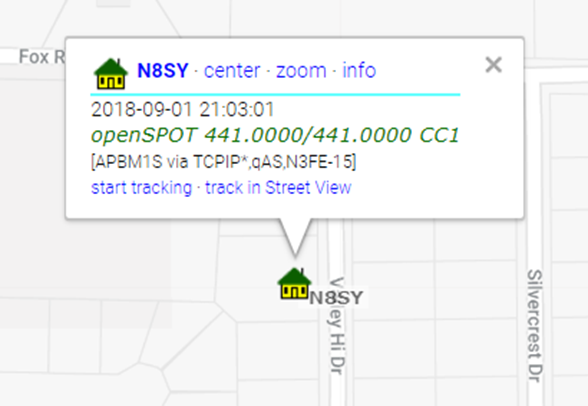 Fox R
N8SY · center · zoom · info
2018-09-01 21:03:01
openSPOT 441.0000/441.0000 CC1
[APBM1S via TCPIP*,qAS,N3FE-15]
start tracking · track in Street View
N8SY
V ley Hi Dr
Silvercrest Dr